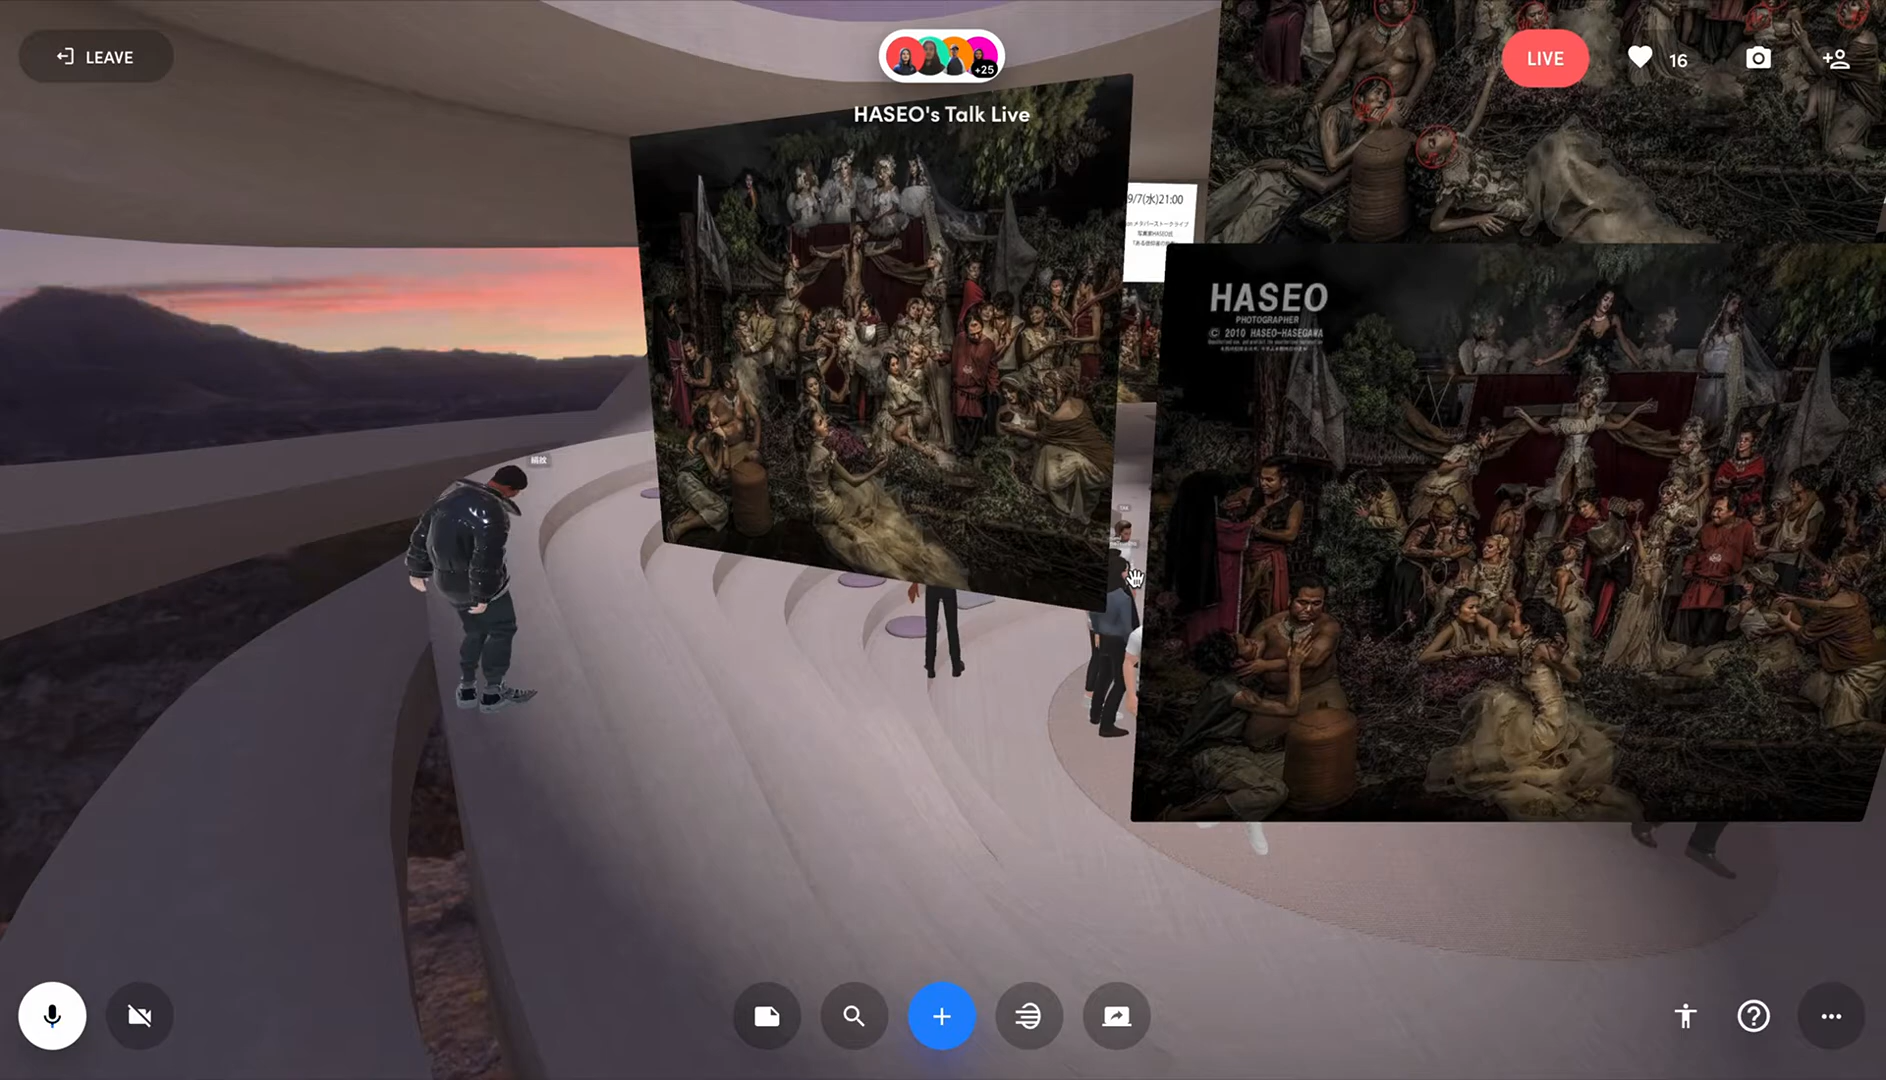 LEAVE
+25
LIVE
16
HASEO's Talk Live
9/7(水)21:00
HASEO
PHOTOGRAPHER
© 2010 HASEO-HASEGAWA